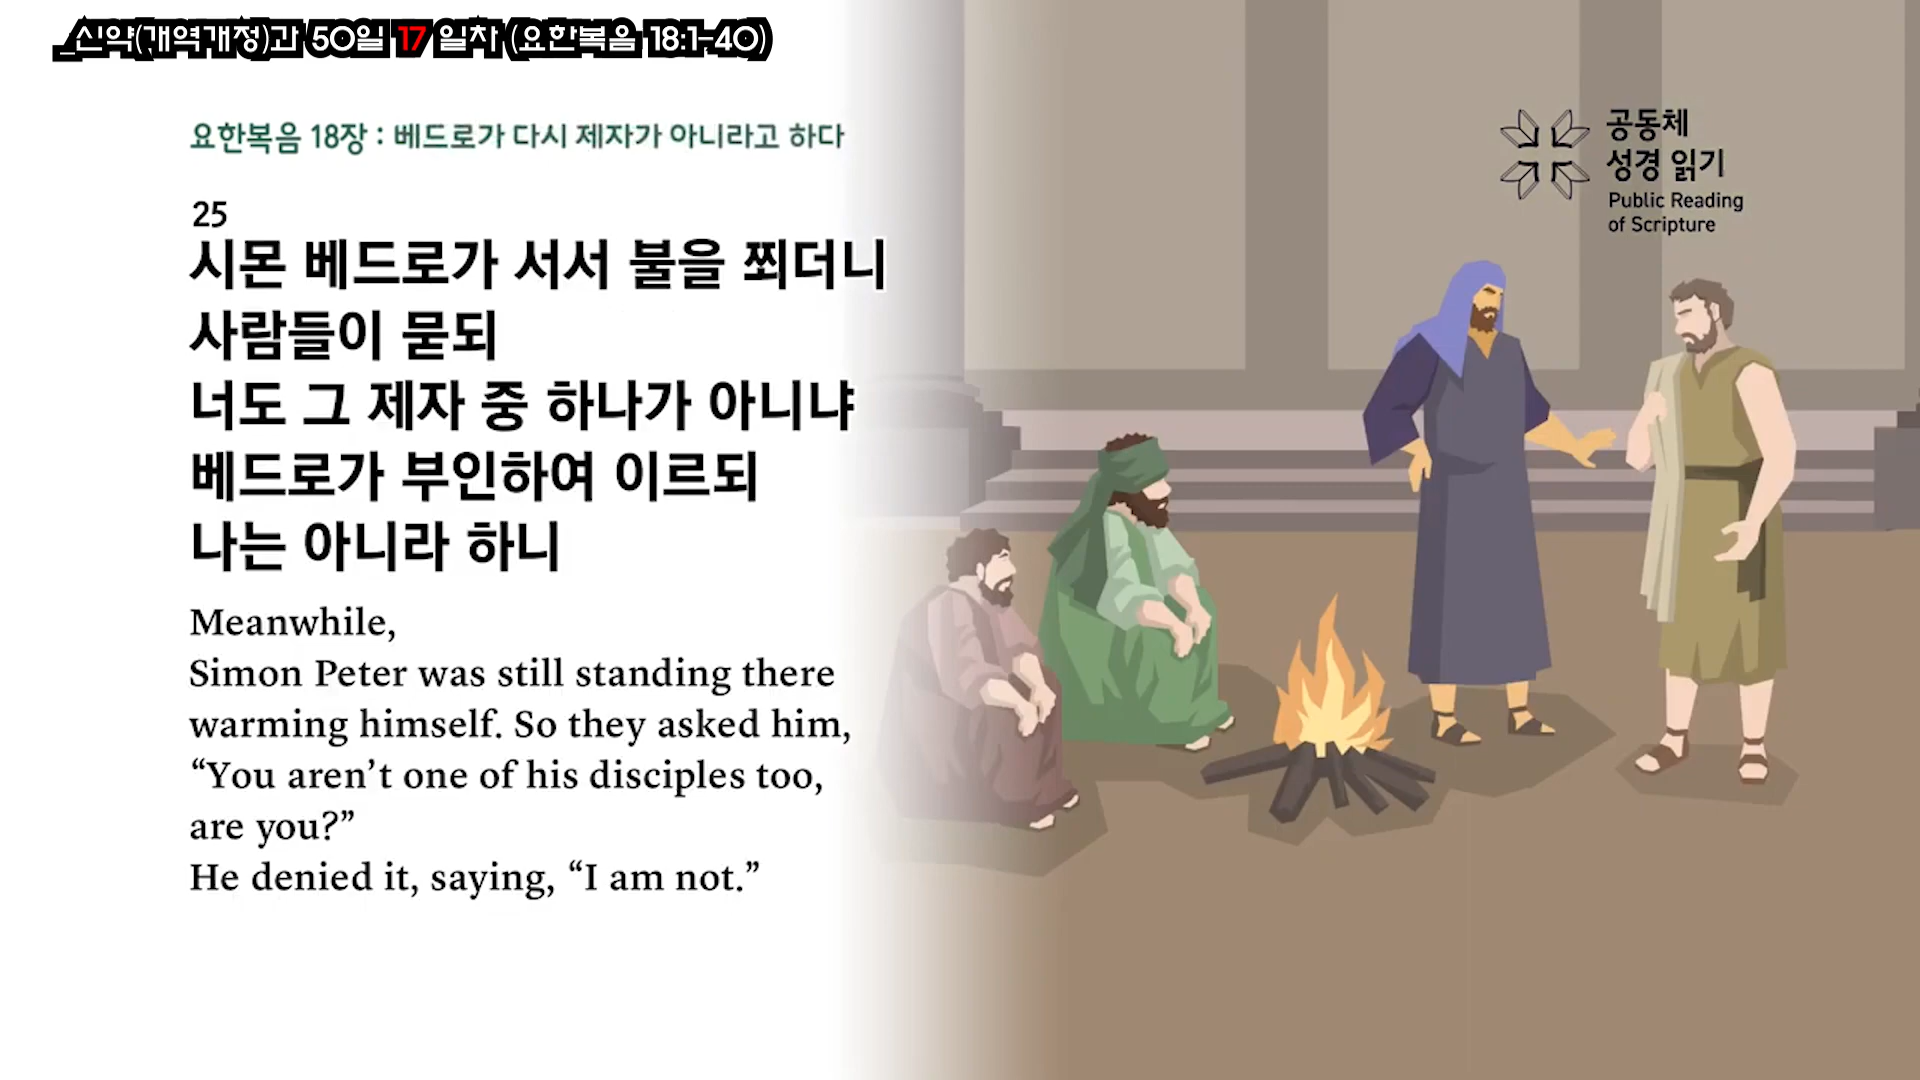 _신약(개역개정)과 50일 17 일차 (요한복음 18:1-40)
요한복음 18장 : 베드로가 다시 제자가 아니라고 하다
25
시몬 베드로가 서서 불을 쬐더니
사람들이 묻되
너도 그 제자 중 하나가 아니냐
베드로가 부인하여 이르되
나는 아니라 하니
Meanwhile,
Simon Peter was still standing there
warming himself. So they asked him,
“You aren’t one of his disciples too,
are you?”
He denied it, saying, “I am not.”
공동체
성경 읽기
Public Reading
of Scripture